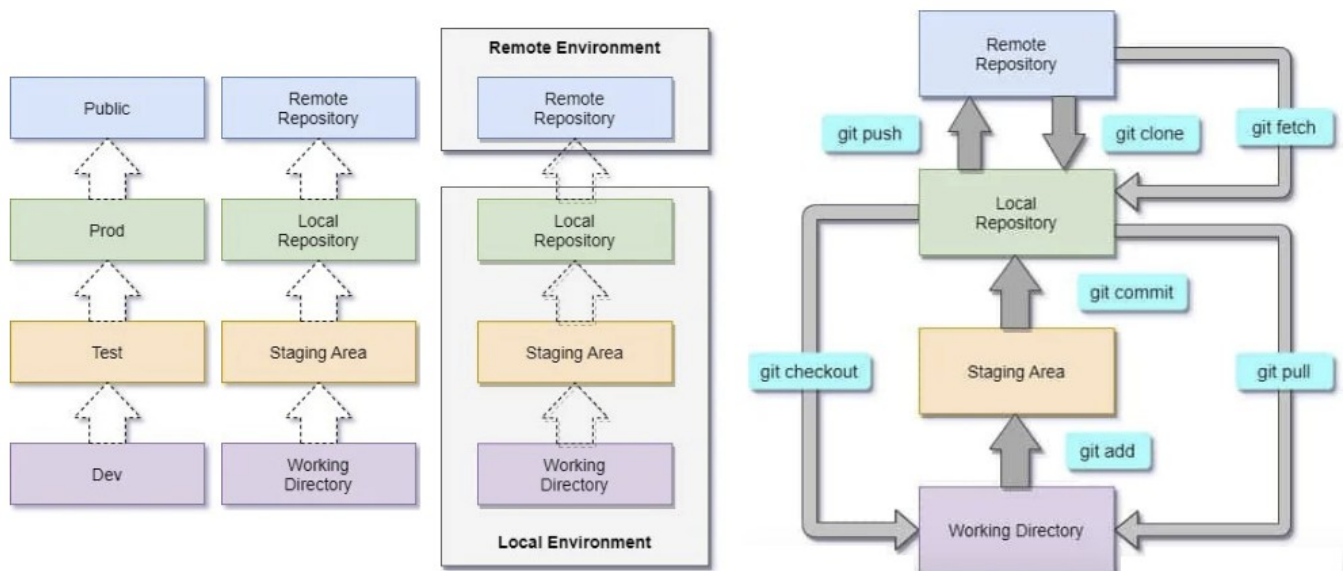 Public
Prod
Test
Dev
Remote
Repository
Local
Repository
Staging Area
Working
Directory
Remote Environment
Remote
Repository
Local
Repository
Staging Area
Working
Directory
Local Environment
Remote
Repository
git push
git clone
git fetch
Local
Repository
git commit
git checkout
Staging Area
git pull
git add
Working Directory